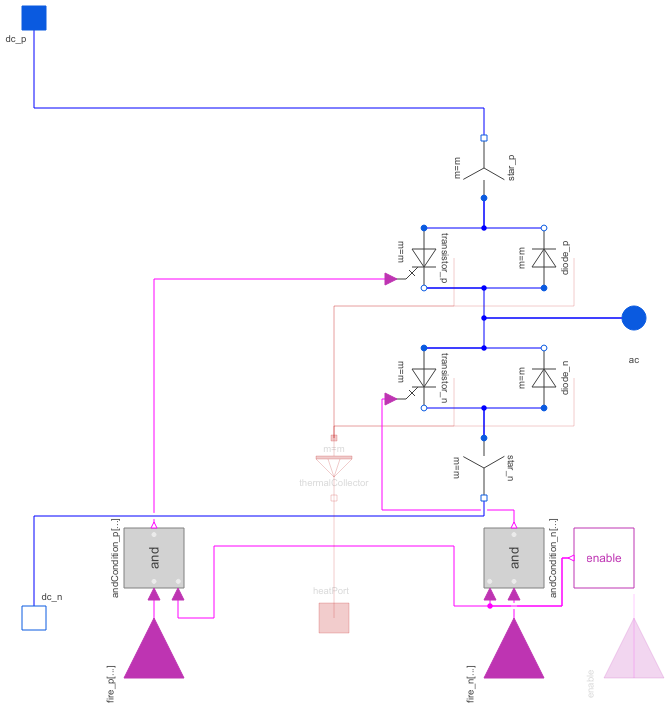 dc_p
m=m
star_p
m=m
transistor_p
m=m
diode_p
ac
m=m
transistor_n
m=m
diode_n
m=m
thermalCollector
m=m
star_n
andCondition_p[...]
and
andCondition_n[...]
and
enable
dc_n
heatPort
fire_p[...]
fire_n[...]
enable